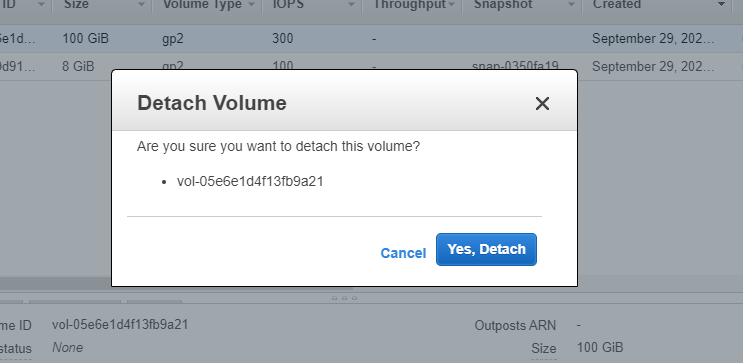 ID Size Volume Type IOPS Throughput Snapshot Created
5e1d... 100 GiB gp2 300 - September 29, 202...
9d91... 8 GiB gp2 100 - snap-0350fa19... September 29, 202...
Detach Volume
Are you sure you want to detach this volume?
• vol-05e6e1d4f13fb9a21
Cancel Yes, Detach
me ID vol-05e6e1d4f13fb9a21 Outposts ARN -
status None Size 100 GiB